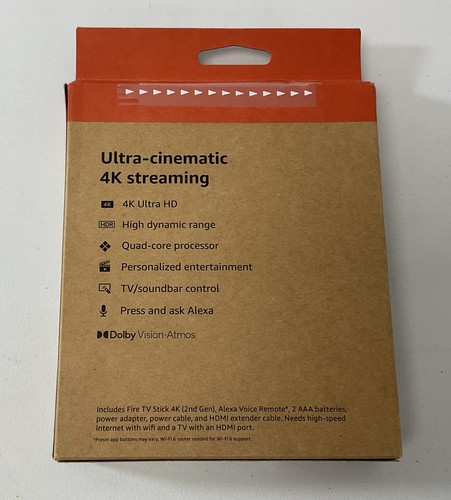 Ultra-cinematic
4K streaming
4K 4K Ultra HD
HDR High dynamic range
Quad-core processor
Personalized entertainment
TV/soundbar control
Press and ask Alexa
Dolby Vision·Atmos
Includes Fire TV Stick 4K (2nd Gen), Alexa Voice Remote*, 2 AAA batteries,
power adapter, power cable, and HDMI extender cable. Needs high-speed
internet with wifi and a TV with an HDMI port.
*Preset app buttons may vary. Wi-Fi 6 router needed for Wi-Fi 6 support.